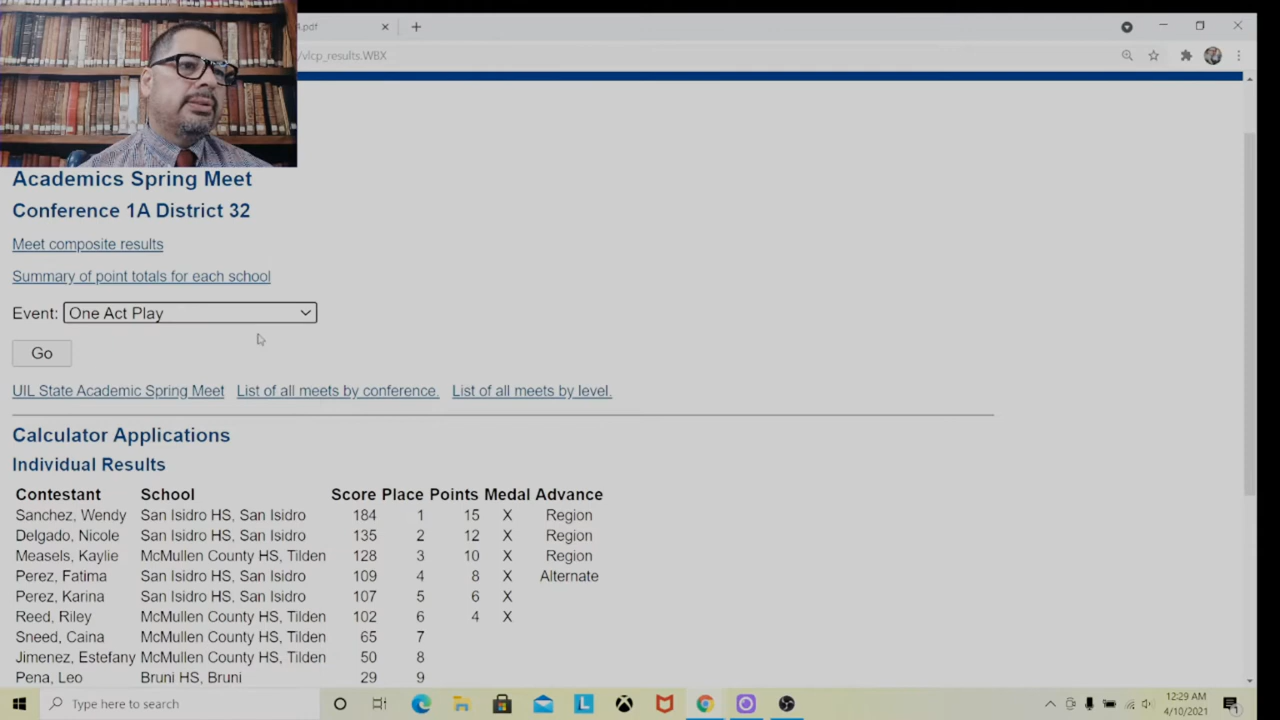 4.pdf
/vlcp_results.WBX
Academics Spring Meet
Conference 1A District 32
Meet composite results
Summary of point totals for each school
Event: One Act Play
Go
UIL State Academic Spring Meet List of all meets by conference. List of all meets by level.
Calculator Applications
Individual Results
Contestant School Score Place Points Medal Advance
Sanchez, Wendy San Isidro HS, San Isidro 184 1 15 X Region
Delgado, Nicole San Isidro HS, San Isidro 135 2 12 X Region
Measels, Kaylie McMullen County HS, Tilden 128 3 10 X Region
Perez, Fatima San Isidro HS, San Isidro 109 4 8 X Alternate
Perez, Karina San Isidro HS, San Isidro 107 5 6 X
Reed, Riley McMullen County HS, Tilden 102 6 4 X
Sneed, Caina McMullen County HS, Tilden 65 7
Jimenez, Estefany McMullen County HS, Tilden 50 8
Pena, Leo Bruni HS, Bruni 29 9
Type here to search
12:29 AM
4/10/2021